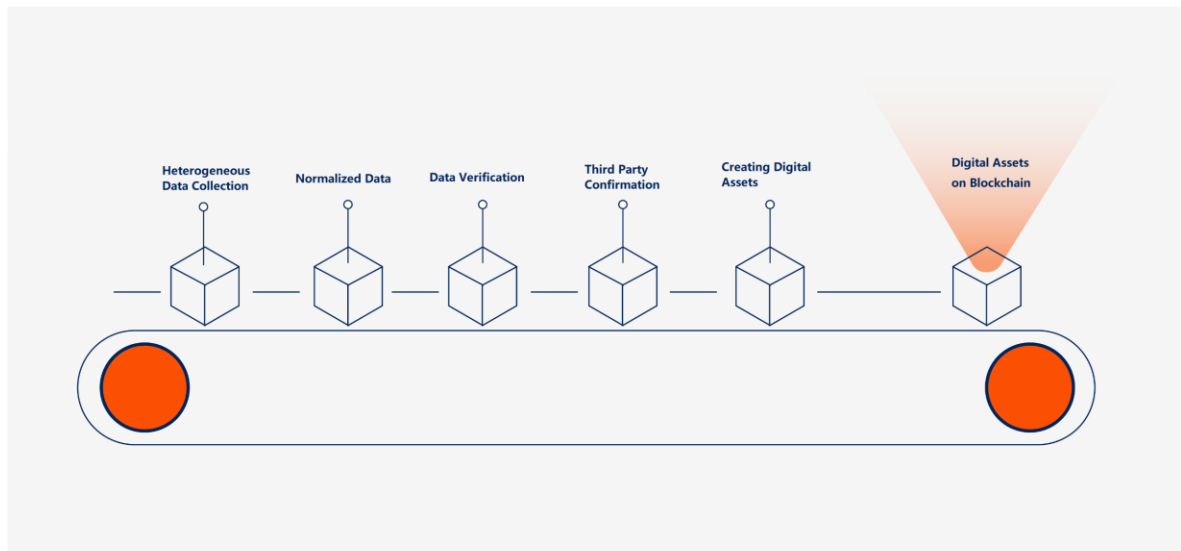 Heterogeneous
Data Collection
Normalized Data
Data Verification
Third Party
Confirmation
Creating Digital
Assets
Digital Assets
on Blockchain